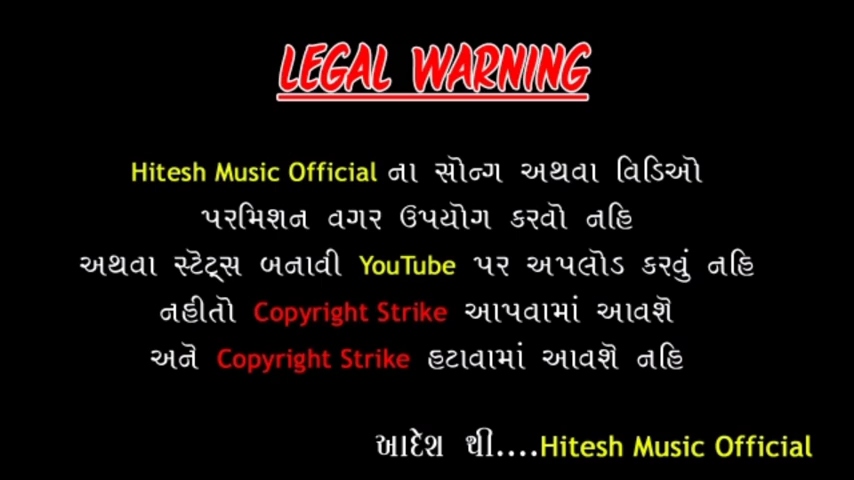 LEGAL WARNING
Hitesh Music Official ના સોન્ગ અથવા વિડિઓ
પરમિશન વગર ઉપયોગ કરવો નહિ
અથવા સ્ટેટ્સ બનાવી YouTube પર અપલોડ કરવું નહિ
નહીતો Copyright Strike આપવામાં આવશે
અને Copyright Strike હટાવામાં આવશે નહિ
આદેશ થી....Hitesh Music Official